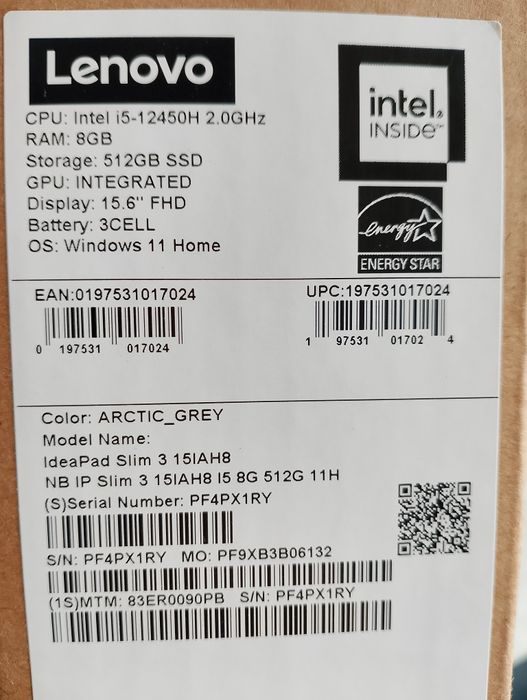 Lenovo
CPU: Intel i5-12450H 2.0GHz
RAM: 8GB
Storage: 512GB SSD
GPU: INTEGRATED
Display: 15.6" FHD
Battery: 3CELL
OS: Windows 11 Home
intel.
INSIDE™
energy
ENERGY STAR
EAN:0197531017024
0 197531 017024
UPC:197531017024
1 97531 01702 4
Color: ARCTIC_GREY
Model Name:
IdeaPad Slim 3 15IAH8
NB IP Slim 3 15IAH8 I5 8G 512G 11H
(S)Serial Number: PF4PX1RY
S/N: PF4PX1RY MO: PF9XB3B06132
(1S)MTM: 83ER0090PB S/N: PF4PX1RY